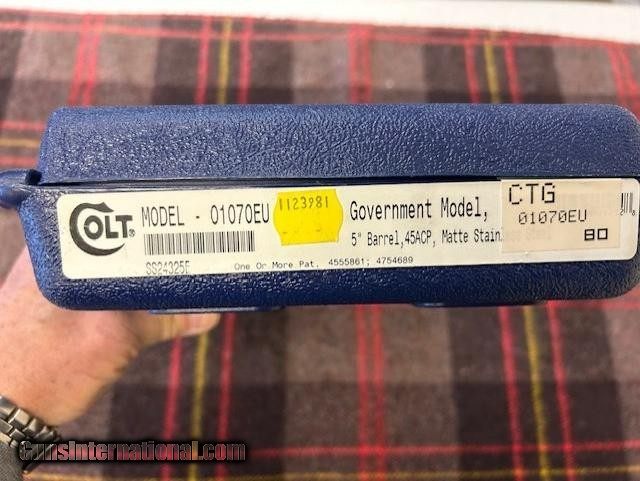 COLT®
MODEL - 01070EU
1123981
Government Model,
CTG
01070EU
80
5" Barrel,45ACP, Matte Stain
SS24325E
One Or More Pat. 4555861; 4754689
GunsInternational.com